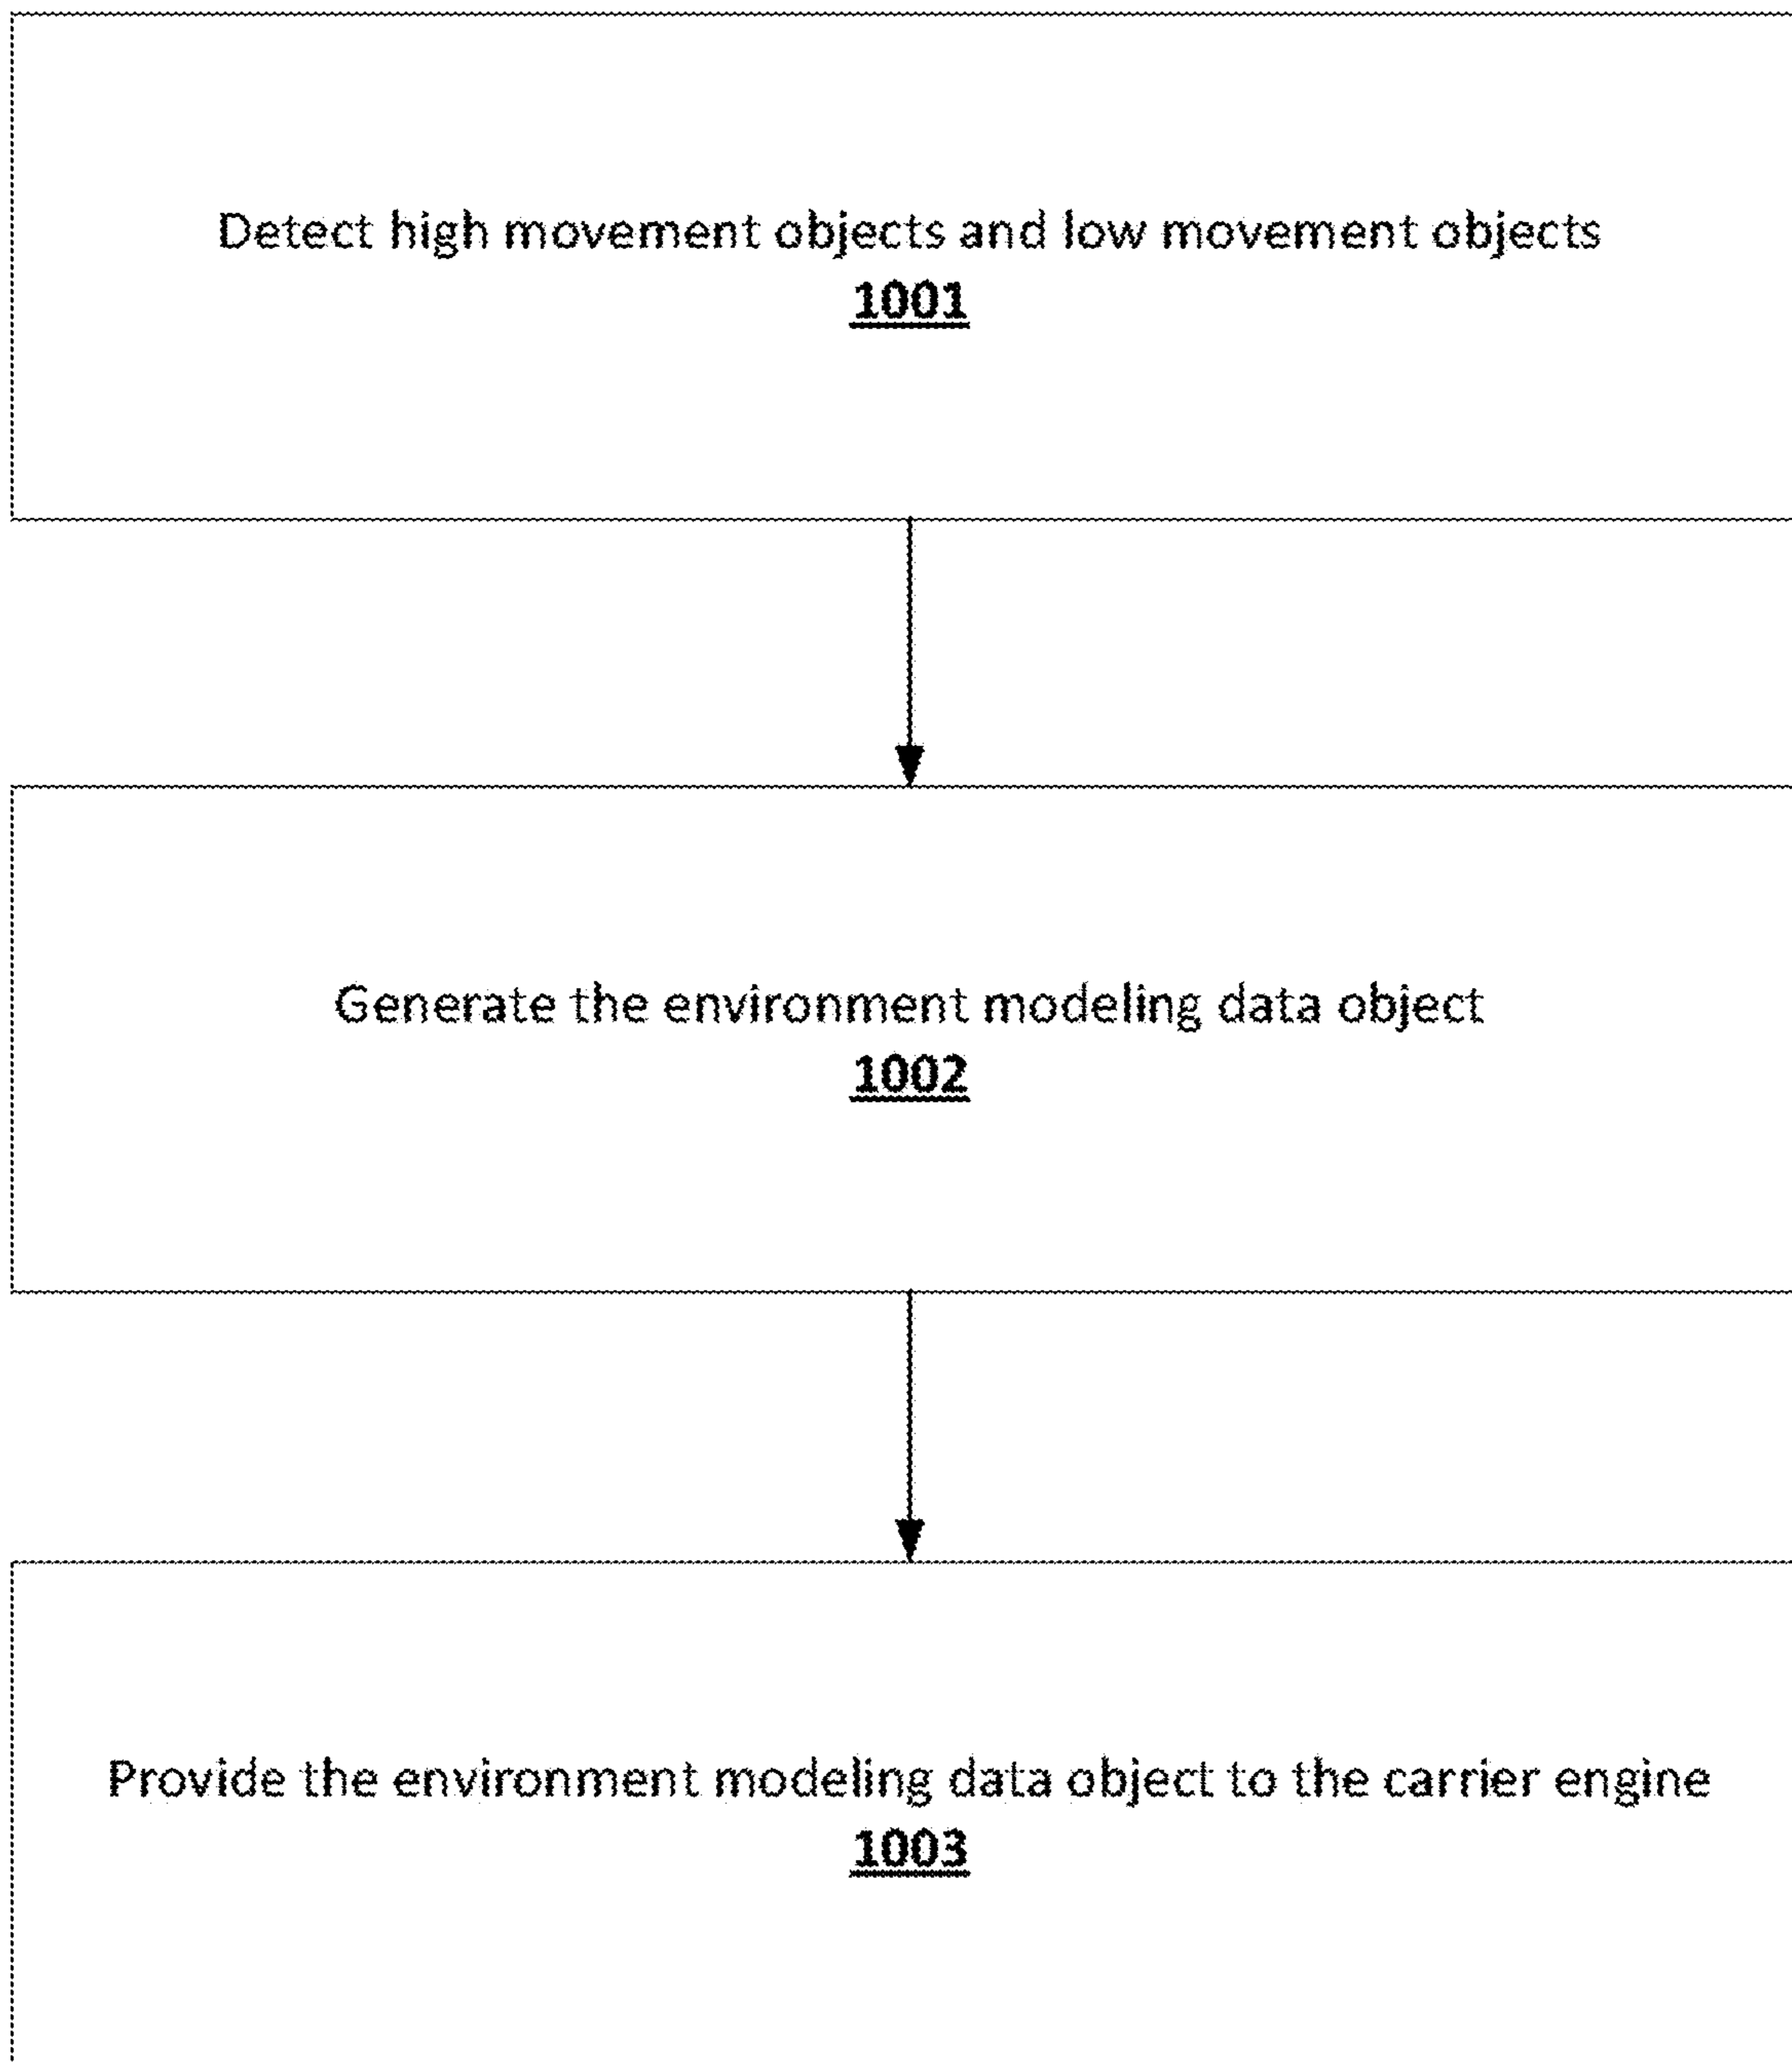 Detect high movement objects and low movement objects
1001
Generate the environment modeling data object
1002
Provide the environment modeling data object to the carrier engine
1003